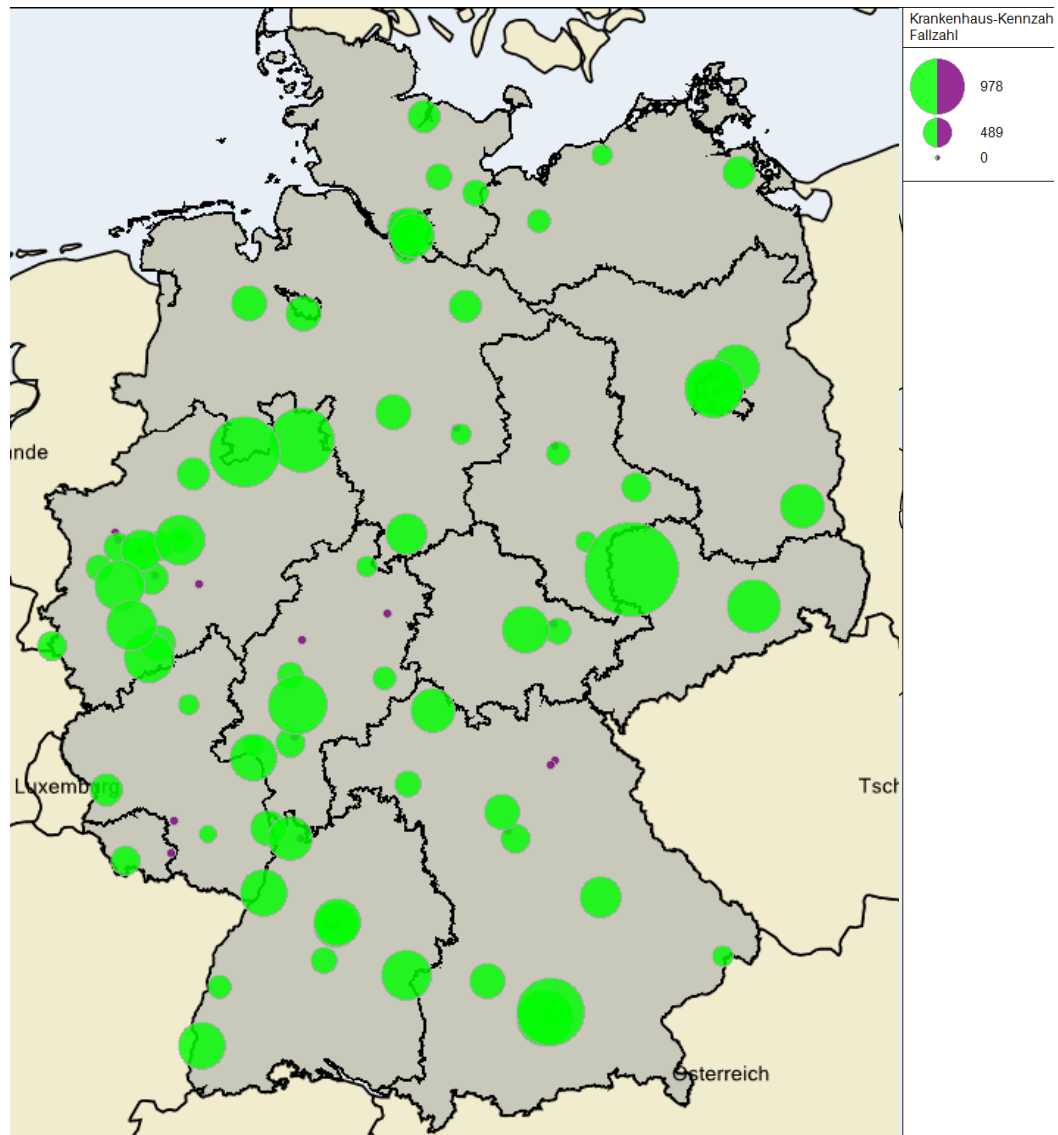 Krankenhaus-Kennzah
Fallzahl
978
489
0
nde
Luxemburg
Tsch
Österreich